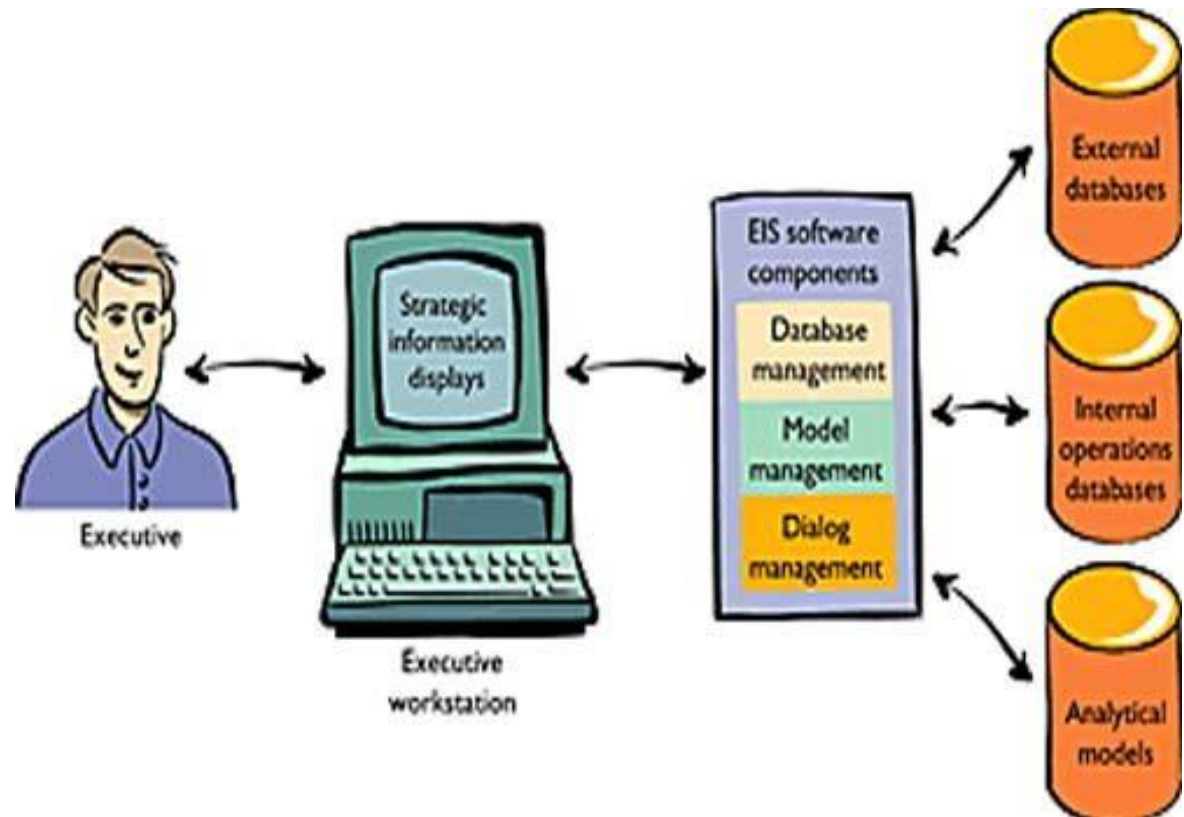 Executive
Strategic
information
displays
Executive
workstation
EIS software
components
Database
management
Model
management
Dialog
management
External
databases
Internal
operations
databases
Analytical
models